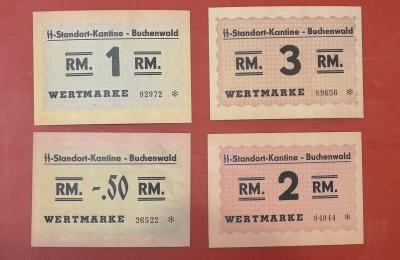 ᛋᛋ-Standort-Kantine - Buchenwald
RM. 1 RM.
WERTMARKE 92972 *
ᛋᛋ-Standort-Kantine - Buchenwald
RM. 3 RM.
WERTMARKE 89656 *
ᛋᛋ-Standort-Kantine - Buchenwald
RM. -.50 RM.
WERTMARKE 26522 *
ᛋᛋ-Standort-Kantine - Buchenwald
RM. 2 RM.
WERTMARKE 94944 *